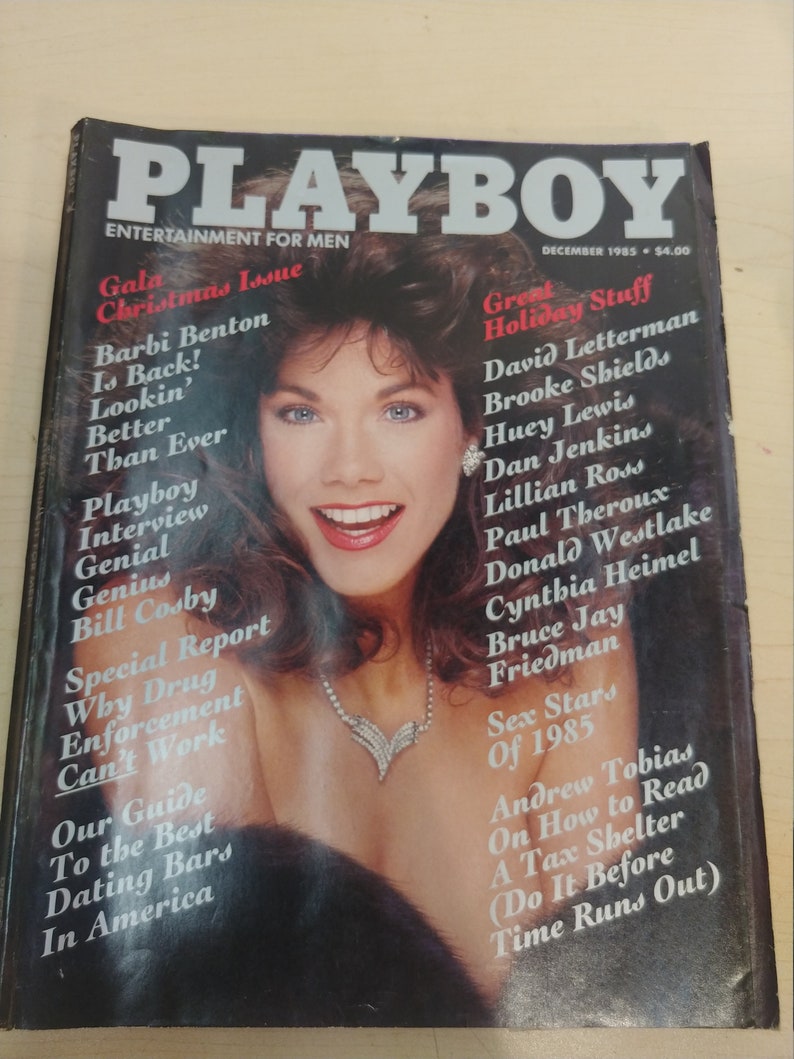 PLAYBOY
ENTERTAINMENT FOR MEN
DECEMBER 1985 • $4.00
Gala
Christmas Issue
Barbi Benton
Is Back!
Lookin'
Better
Than Ever
Playboy
Interview
Genial
Genius
Bill Cosby
Special Report
Why Drug
Enforcement
Can't Work
Our Guide
To the Best
Dating Bars
In America
Great
Holiday Stuff
David Letterman
Brooke Shields
Huey Lewis
Dan Jenkins
Lillian Ross
Paul Theroux
Donald Westlake
Cynthia Heimel
Bruce Jay
Friedman
Sex Stars
Of 1985
Andrew Tobias
On How to Read
A Tax Shelter
(Do It Before
Time Runs Out)